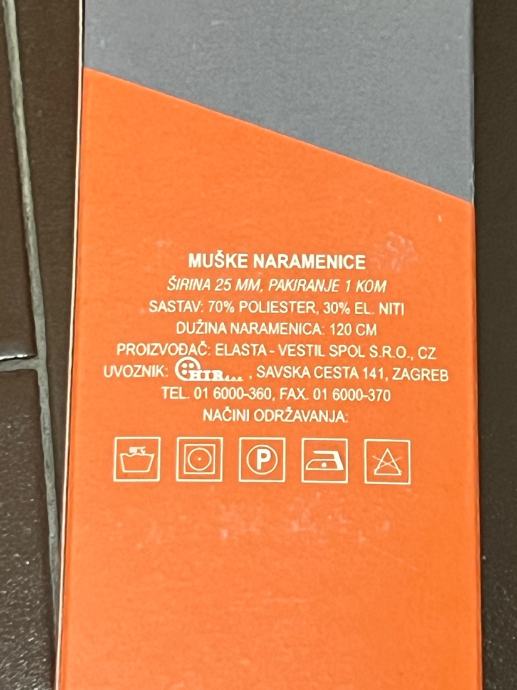 MUŠKE NARAMENICE
ŠIRINA 25 MM, PAKIRANJE 1 KOM
SASTAV: 70% POLIESTER, 30% EL. NITI
DUŽINA NARAMENICA: 120 CM
PROIZVOĐAČ: ELASTA - VESTIL SPOL S.R.O., CZ
UVOZNIK: HIR... , SAVSKA CESTA 141, ZAGREB
TEL. 01 6000-360, FAX. 01 6000-370
NAČINI ODRŽAVANJA:
P